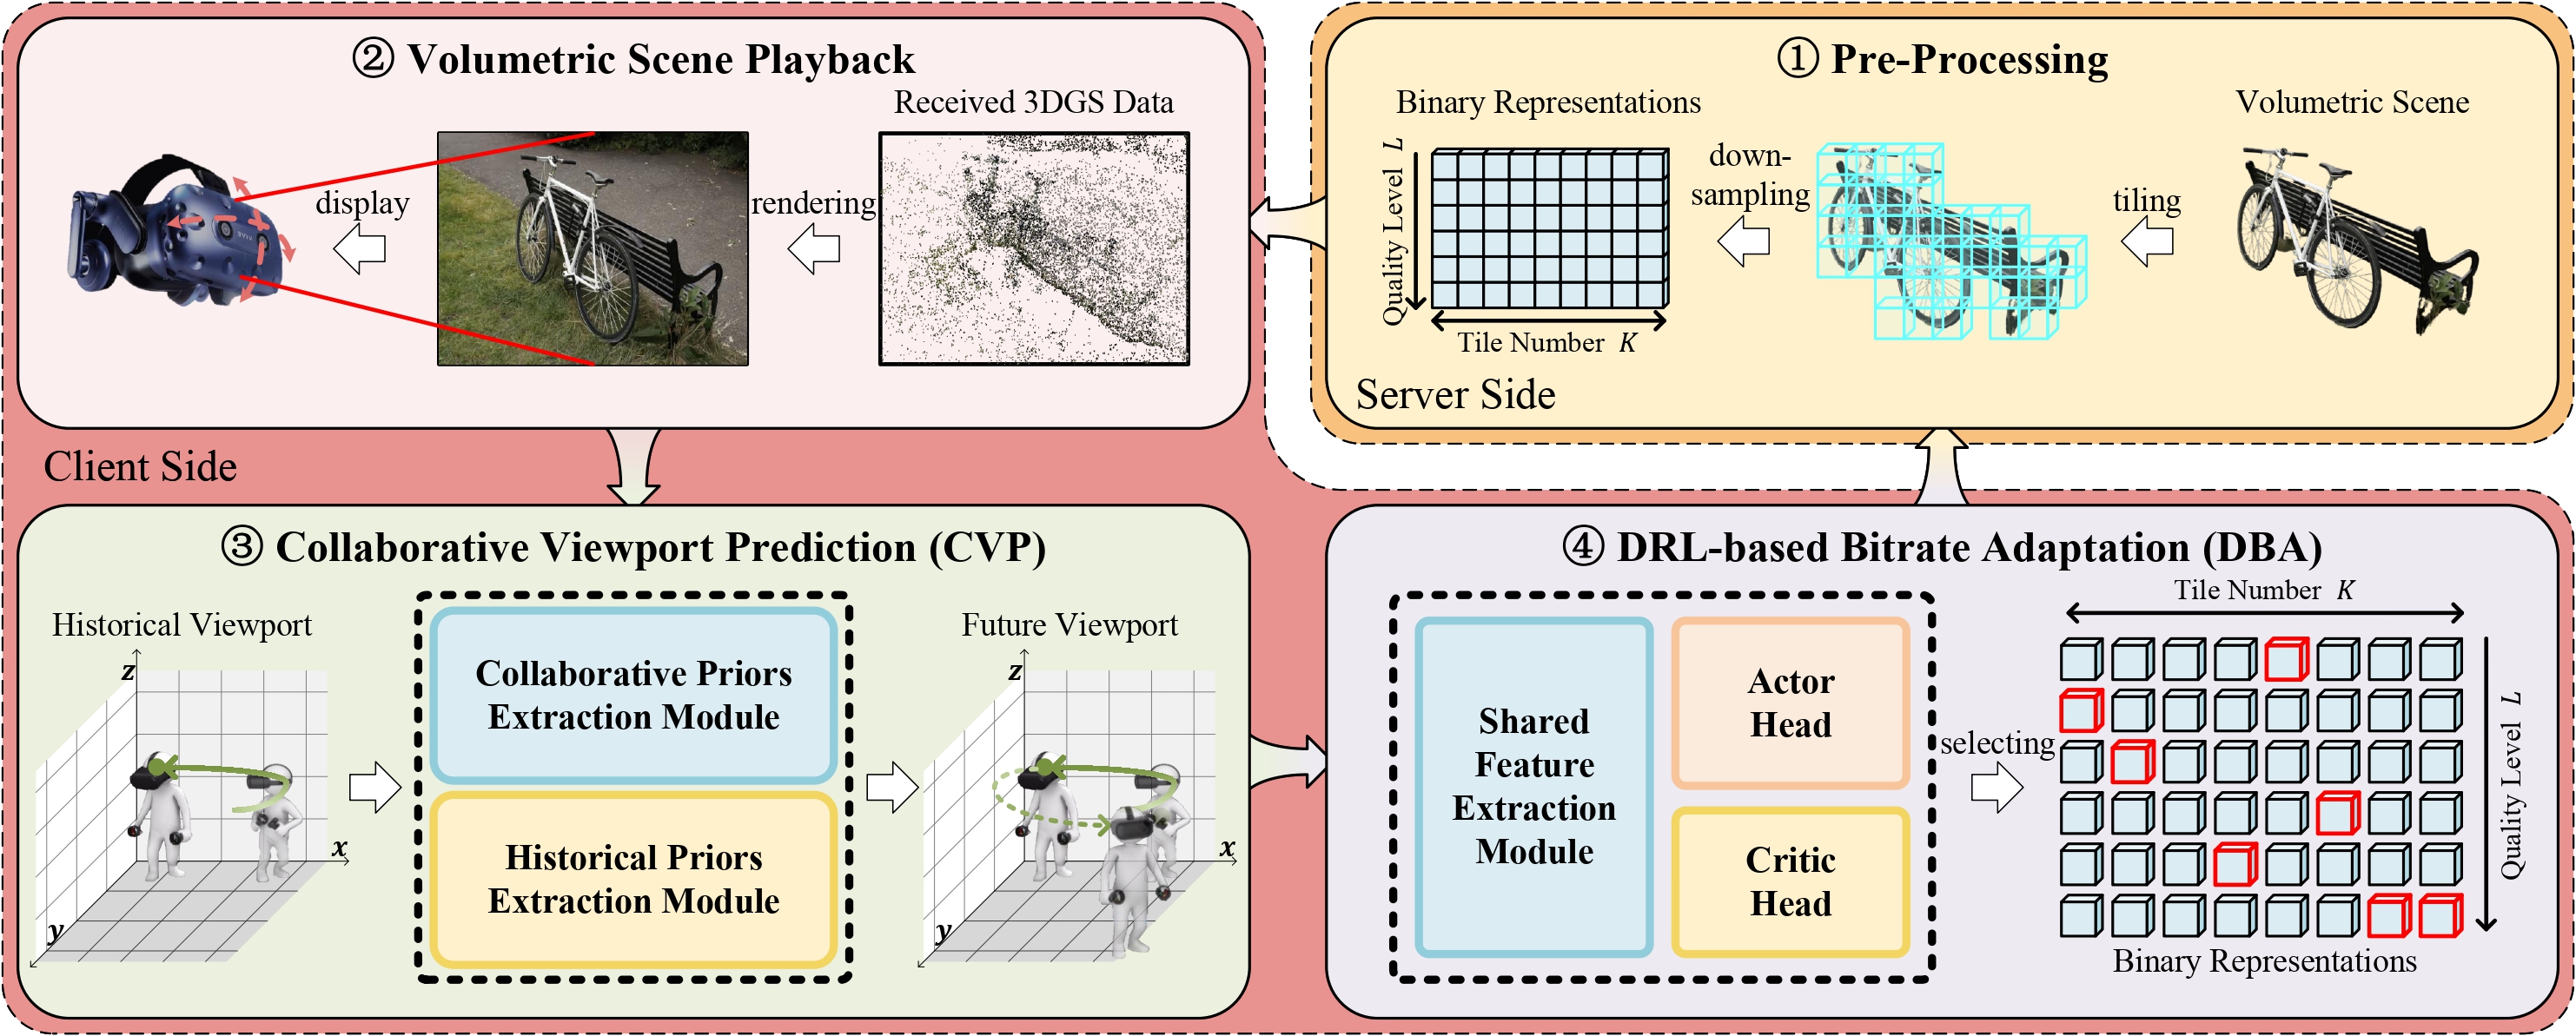 ② Volumetric Scene Playback
Received 3DGS Data
display
rendering
Client Side
① Pre-Processing
Binary Representations
Volumetric Scene
Quality Level L
down-
sampling
tiling
Tile Number K
Server Side
③ Collaborative Viewport Prediction (CVP)
Historical Viewport
z
x
y
Collaborative Priors
Extraction Module
Historical Priors
Extraction Module
Future Viewport
z
x
y
④ DRL-based Bitrate Adaptation (DBA)
Shared
Feature
Extraction
Module
Actor
Head
Critic
Head
selecting
Tile Number K
Quality Level L
Binary Representations